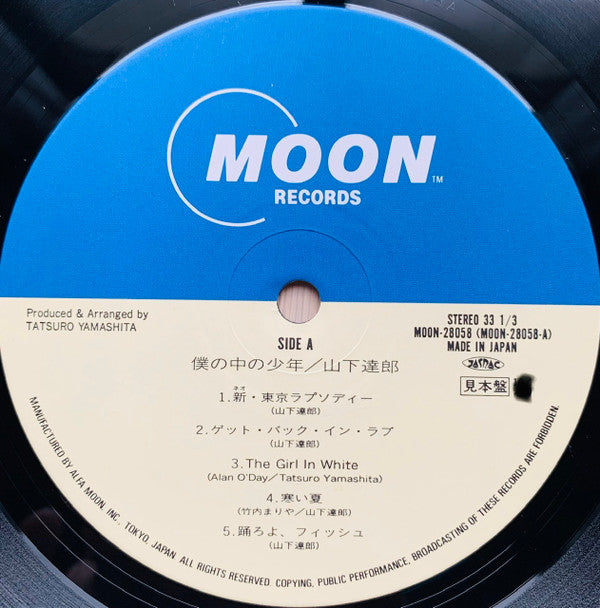 MOON
TM
RECORDS
Produced & Arranged by
TATSURO YAMASHITA
STEREO 33 1/3
MOON-28058 (MOON-28058-A)
MADE IN JAPAN
JASRAC
見本盤
SIDE A
僕の中の少年／山下達郎
ネオ
1.新・東京ラプソディー
(山下達郎)
2.ゲット・バック・イン・ラブ
(山下達郎)
3.The Girl In White
(Alan O'Day／Tatsuro Yamashita)
4.寒い夏
(竹内まりや／山下達郎)
5.踊ろよ、フィッシュ
(山下達郎)
MANUFACTURED BY ALFA MOON, INC., TOKYO, JAPAN. ALL RIGHTS RESERVED. COPYING, PUBLIC PERFORMANCE, BROADCASTING OF THESE RECORDS ARE FORBIDDEN.